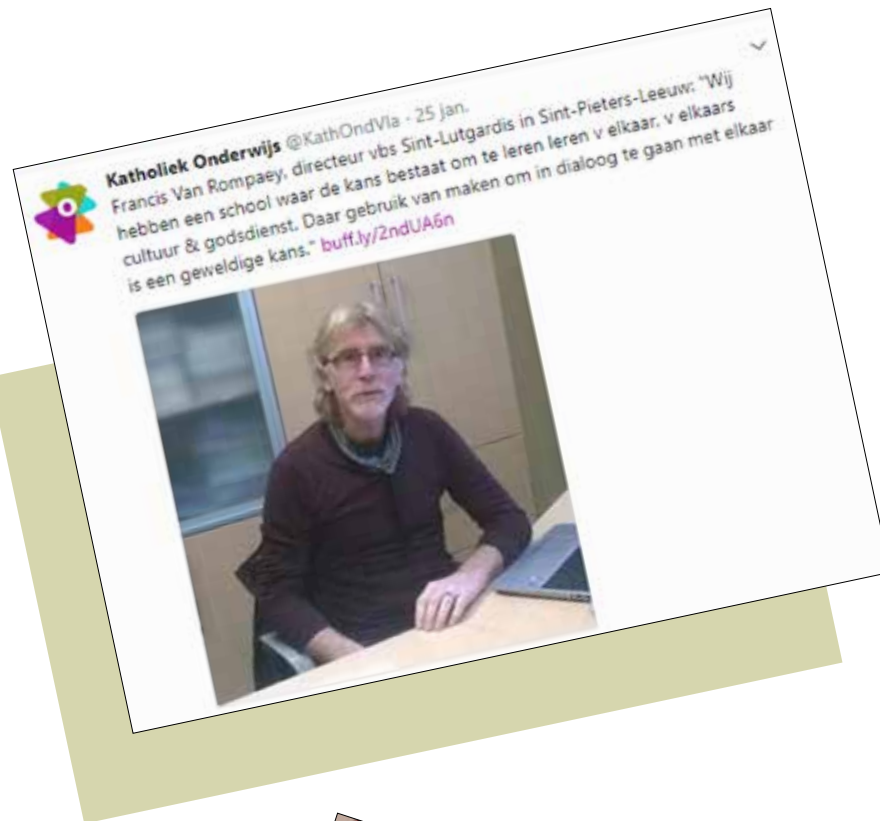 Katholiek Onderwijs @KathOndVla · 25 jan.
Francis Van Rompaey, directeur vbs Sint-Lutgardis in Sint-Pieters-Leeuw: "Wij
hebben een school waar de kans bestaat om te leren leren v elkaar, v elkaars
cultuur & godsdienst. Daar gebruik van maken om in dialoog te gaan met elkaar
is een geweldige kans." buff.ly/2ndUA6n